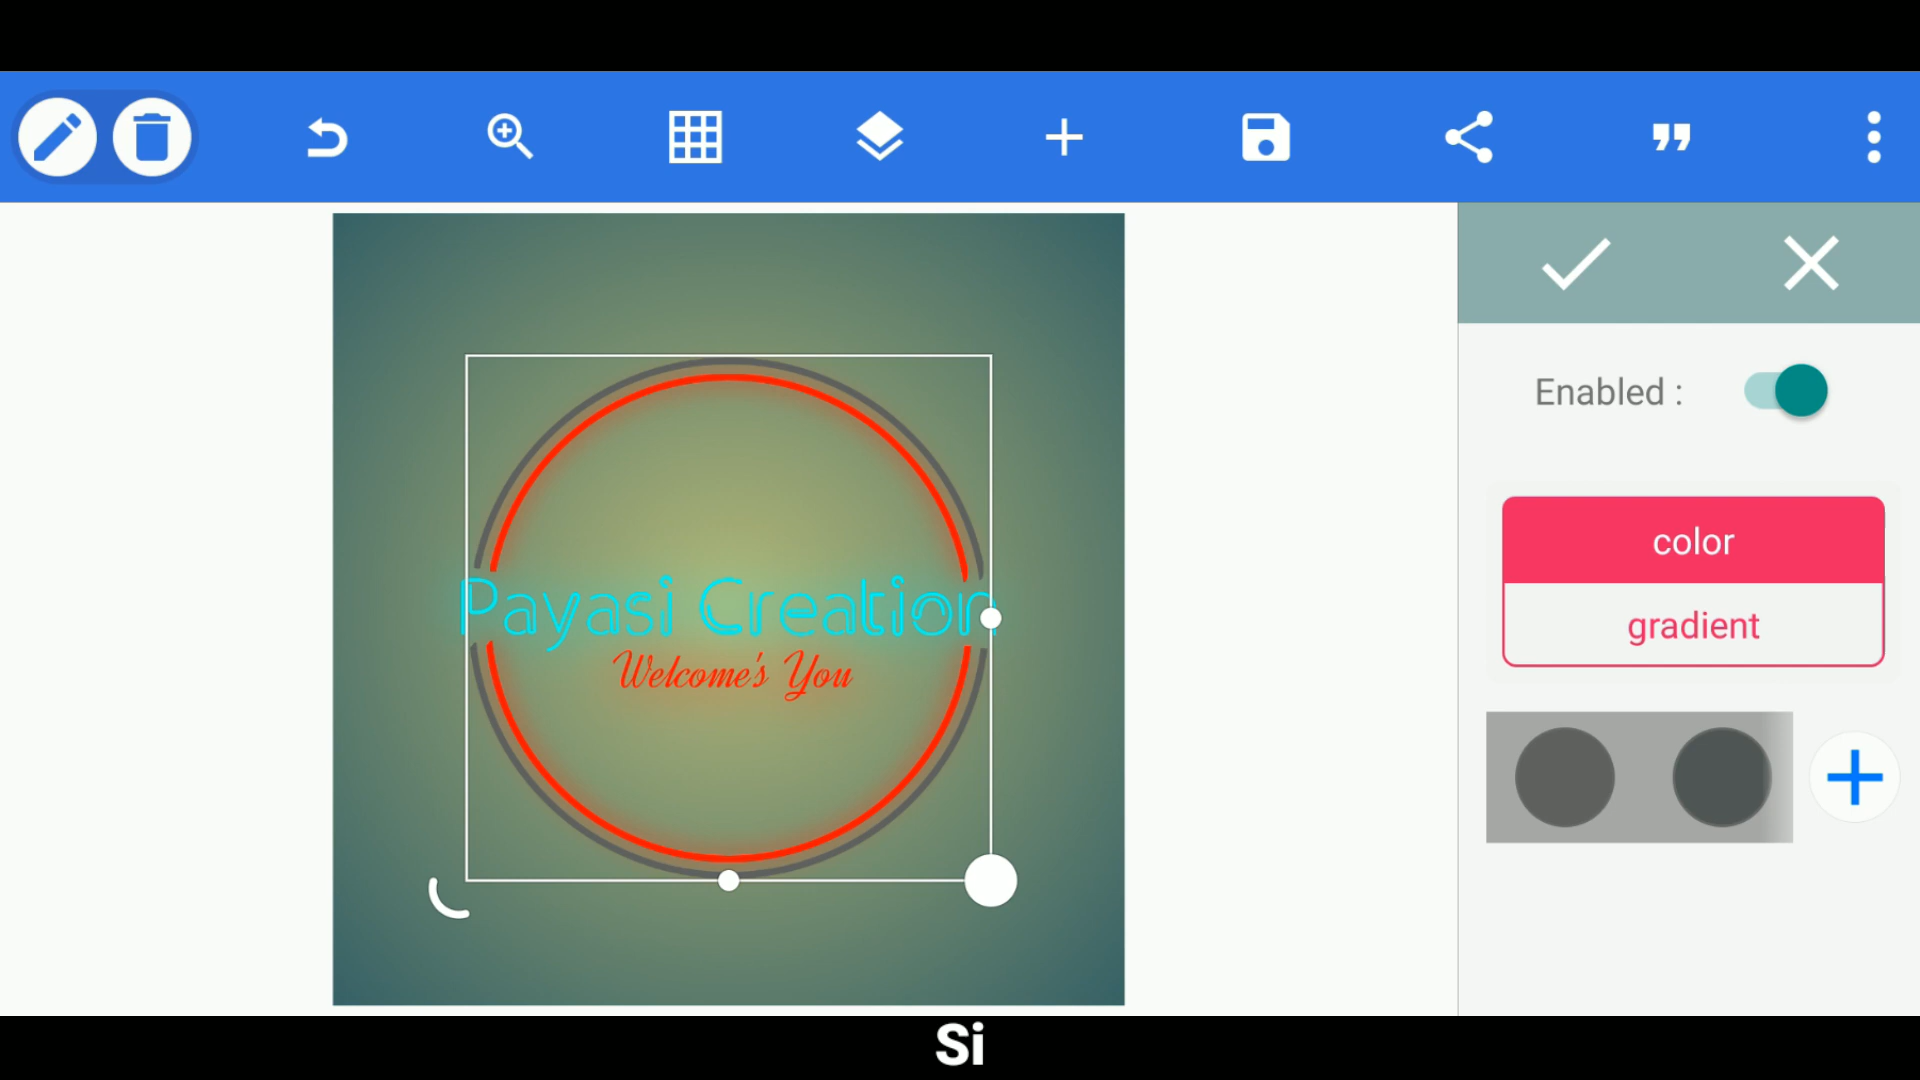 Enabled :
color
gradient
Payasi Creation
Welcome's You
Si